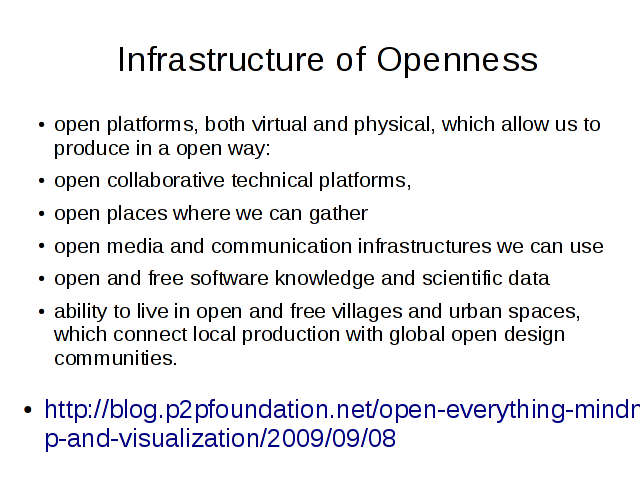 Infrastructure of Openness
• open platforms, both virtual and physical, which allow us to
produce in a open way:
• open collaborative technical platforms,
• open places where we can gather
• open media and communication infrastructures we can use
• open and free software knowledge and scientific data
• ability to live in open and free villages and urban spaces,
which connect local production with global open design
communities.
• http://blog.p2pfoundation.net/open-everything-mindm
p-and-visualization/2009/09/08